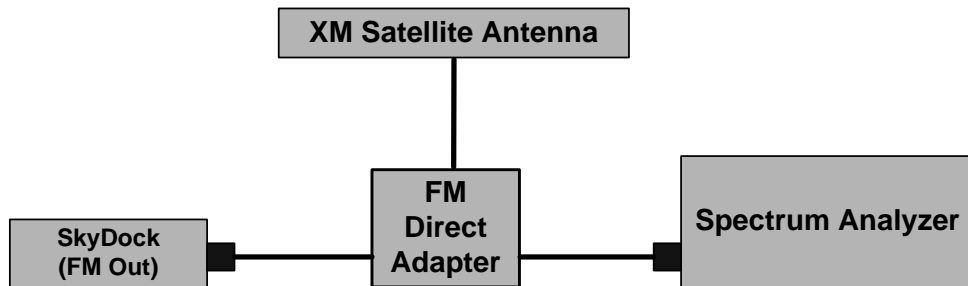 XM Satellite Antenna
FM
Direct
Adapter
SkyDock
(FM Out)
Spectrum Analyzer